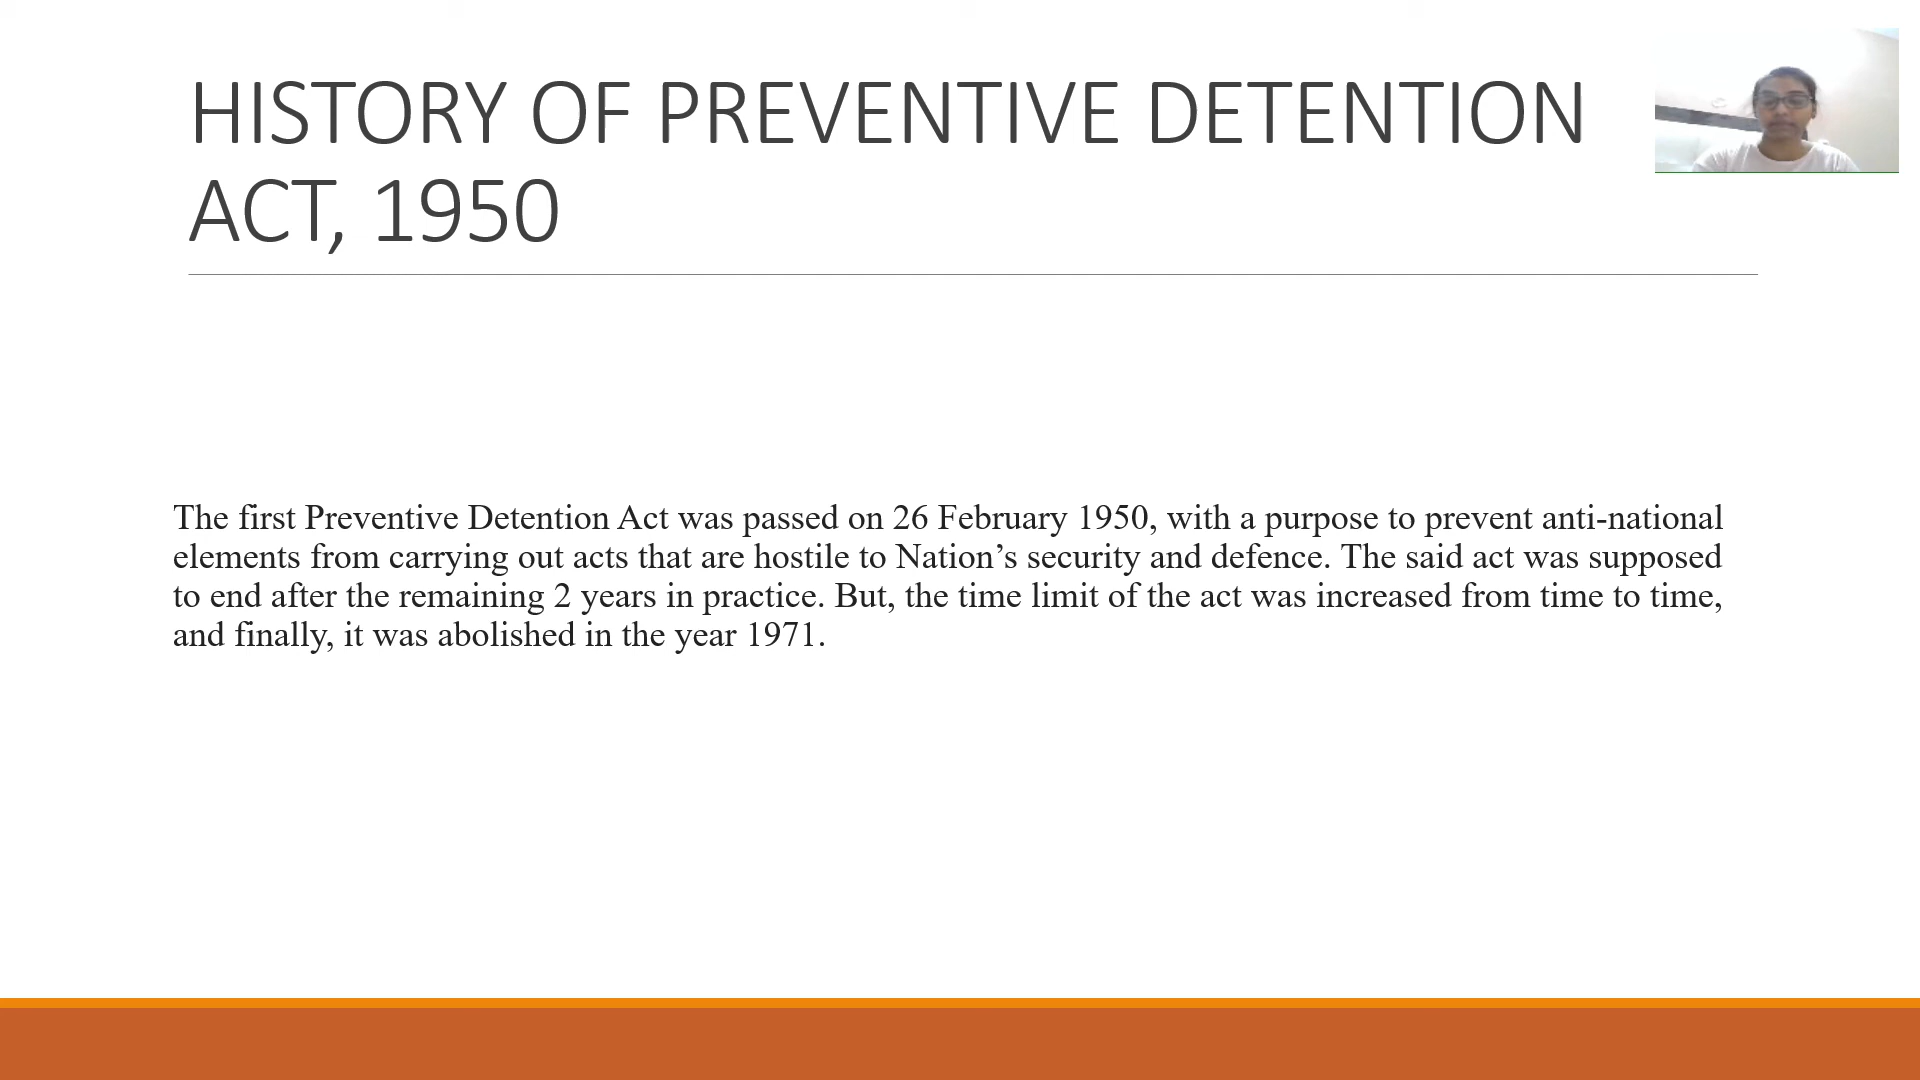 HISTORY OF PREVENTIVE DETENTION
ACT, 1950
The first Preventive Detention Act was passed on 26 February 1950, with a purpose to prevent anti-national
elements from carrying out acts that are hostile to Nation’s security and defence. The said act was supposed
to end after the remaining 2 years in practice. But, the time limit of the act was increased from time to time,
and finally, it was abolished in the year 1971.